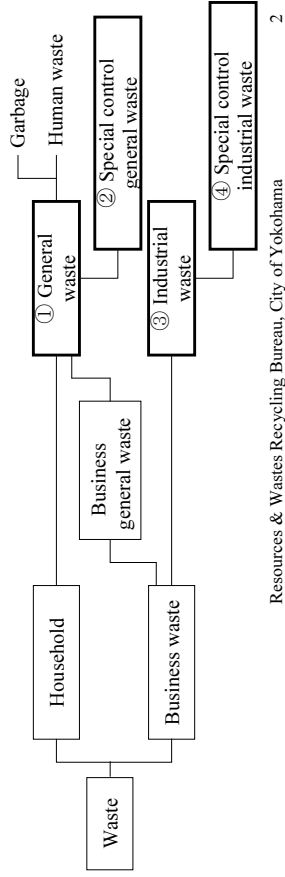 Waste
Household
Business waste
Business
general waste
① General
waste
Garbage
Human waste
② Special control
general waste
③ Industrial
waste
④ Special control
industrial waste
Resources & Wastes Recycling Bureau, City of Yokohama
2